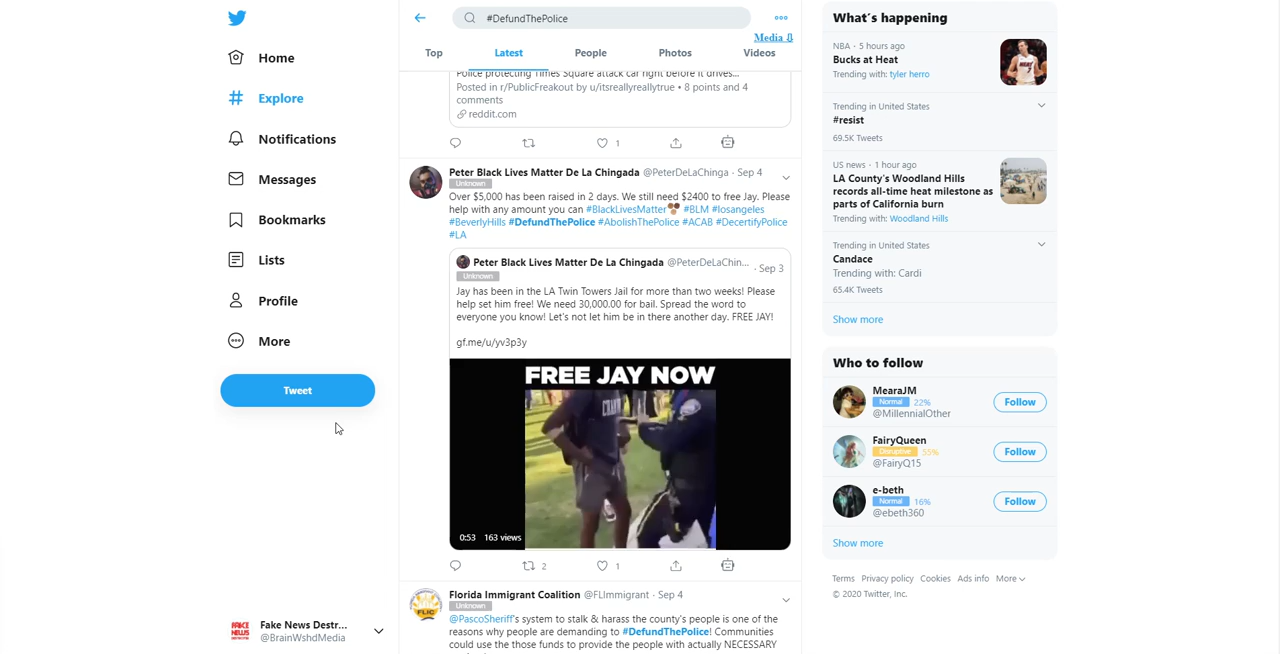 Home
Explore
Notifications
Messages
Bookmarks
Lists
Profile
More
Tweet
Fake News Destr...
@BrainWshdMedia
#DefundThePolice
Media ⇩
Top Latest People Photos Videos
Police protecting Times Square attack car right before it drives...
Posted in r/PublicFreakout by u/itsreallyreallytrue • 8 points and 4
comments
reddit.com
1
Peter Black Lives Matter De La Chingada @PeterDeLaChinga · Sep 4
Unknown
Over $5,000 has been raised in 2 days. We still need $2400 to free Jay. Please
help with any amount you can #BlackLivesMatter #BLM #losangeles
#BeverlyHills #DefundThePolice #AbolishThePolice #ACAB #DecertifyPolice
#LA
Peter Black Lives Matter De La Chingada @PeterDeLaChin... · Sep 3
Unknown
Jay has been in the LA Twin Towers Jail for more than two weeks! Please
help set him free! We need 30,000.00 for bail. Spread the word to
everyone you know! Let's not let him be in there another day. FREE JAY!
gf.me/u/yv3p3y
FREE JAY NOW
0:53 163 views
2 1
Florida Immigrant Coalition @FLImmigrant · Sep 4
Unknown
@PascoSheriff's system to stalk & harass the county's people is one of the
reasons why people are demanding to #DefundThePolice! Communities
could use the those funds to provide the people with actually NECESSARY
What's happening
NBA · 5 hours ago
Bucks at Heat
Trending with: tyler herro
Trending in United States
#resist
69.5K Tweets
US news · 1 hour ago
LA County's Woodland Hills
records all-time heat milestone as
parts of California burn
Trending with: Woodland Hills
Trending in United States
Candace
Trending with: Cardi
65.4K Tweets
Show more
Who to follow
MearaJM
Normal 22%
@MillennialOther
Follow
FairyQueen
Disruptive 55%
@FairyQ15
Follow
e-beth
Normal 16%
@ebeth360
Follow
Show more
Terms Privacy policy Cookies Ads info More
© 2020 Twitter, Inc.